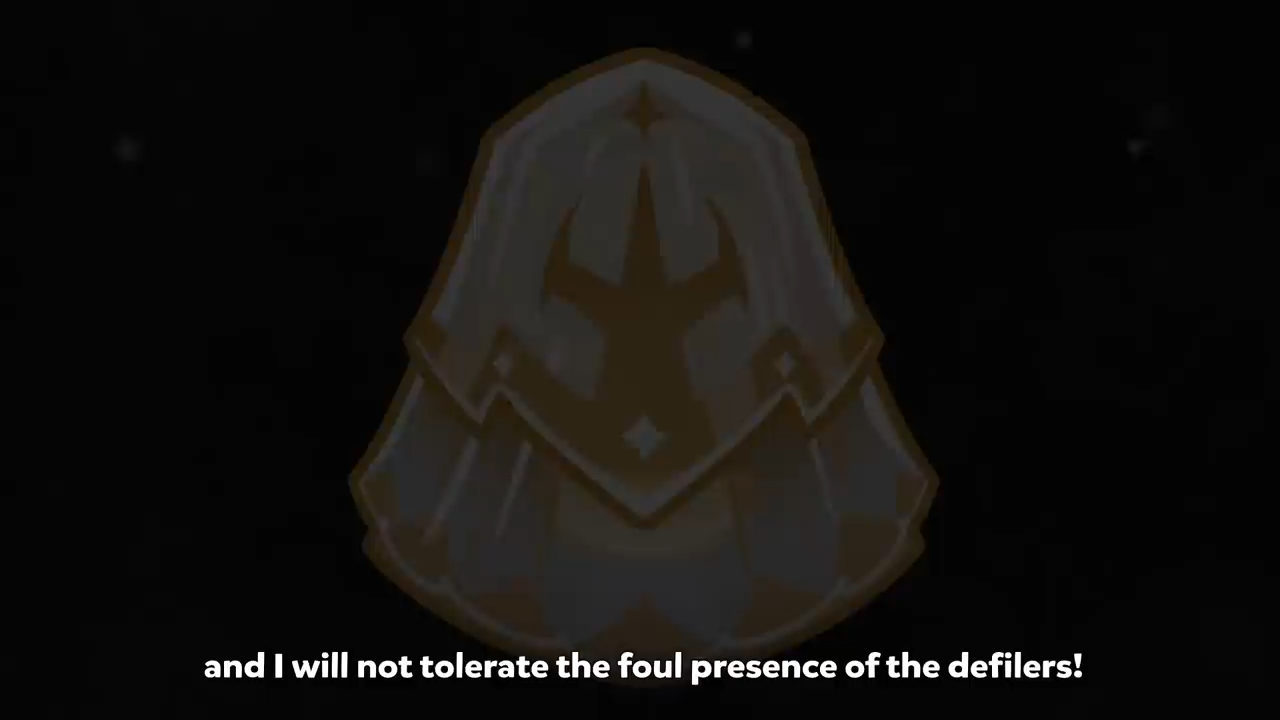 and I will not tolerate the foul presence of the defilers!